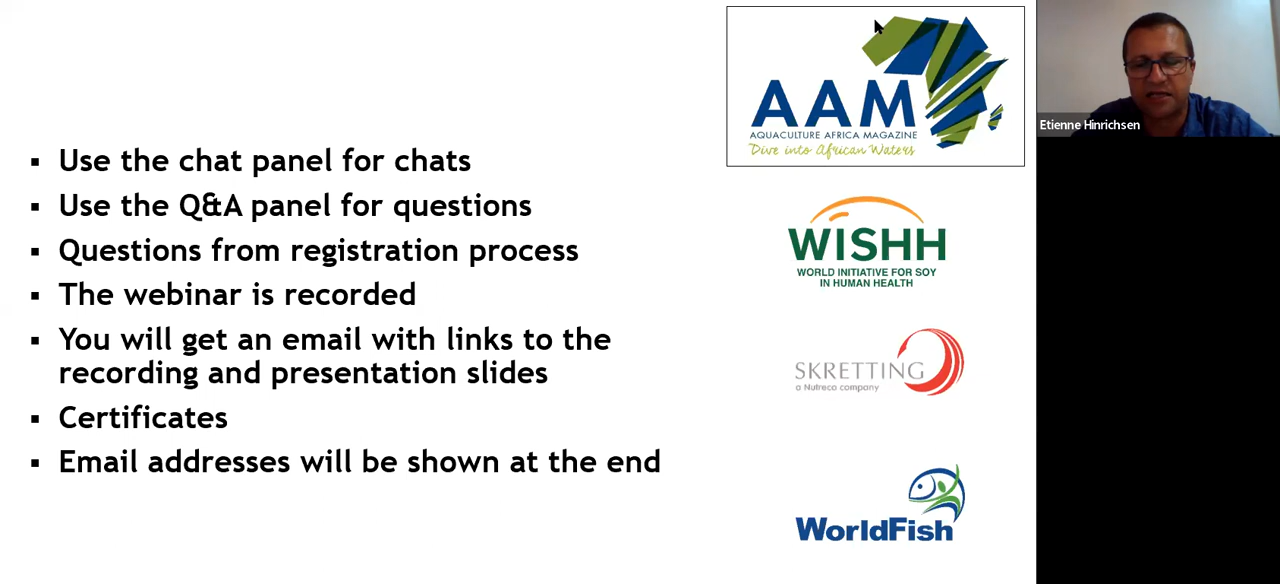 ▪ Use the chat panel for chats
▪ Use the Q&A panel for questions
▪ Questions from registration process
▪ The webinar is recorded
▪ You will get an email with links to the
recording and presentation slides
▪ Certificates
▪ Email addresses will be shown at the end
AAM
AQUACULTURE AFRICA MAGAZINE
Dive into African Waters
WISHH
WORLD INITIATIVE FOR SOY
IN HUMAN HEALTH
SKRETTING
a Nutreco company
WorldFish
Etienne Hinrichsen